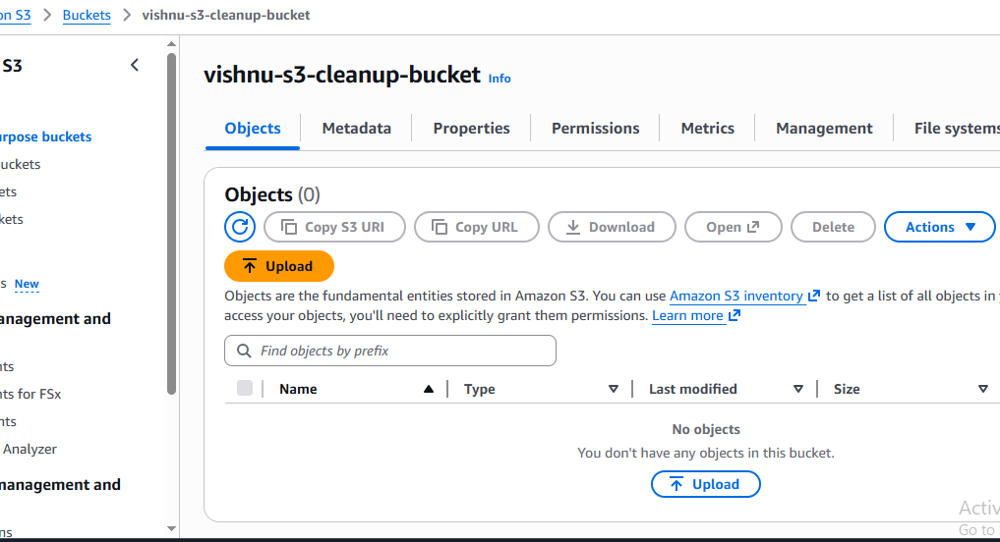 on S3 > Buckets > vishnu-s3-cleanup-bucket
S3
vishnu-s3-cleanup-bucket Info
Objects Metadata Properties Permissions Metrics Management File systems
urpose buckets
uckets
ets
kets
s New
anagement and
nts
nts for FSx
nts
Analyzer
nanagement and
ns
Objects (0)
Copy S3 URI Copy URL Download Open Delete Actions
Upload
Objects are the fundamental entities stored in Amazon S3. You can use Amazon S3 inventory to get a list of all objects in
access your objects, you'll need to explicitly grant them permissions. Learn more
Find objects by prefix
Name Type Last modified Size
No objects
You don't have any objects in this bucket.
Upload
Activ
Go to